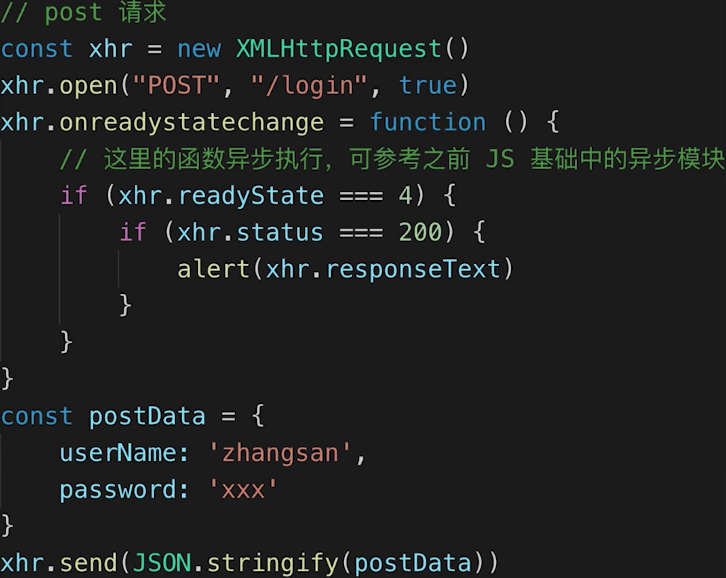 // post 请求
const xhr = new XMLHttpRequest()
xhr.open("POST", "/login", true)
xhr.onreadystatechange = function () {
    // 这里的函数异步执行，可参考之前 JS 基础中的异步模块
    if (xhr.readyState === 4) {
        if (xhr.status === 200) {
            alert(xhr.responseText)
        }
    }
}
const postData = {
    userName: 'zhangsan',
    password: 'xxx'
}
xhr.send(JSON.stringify(postData))